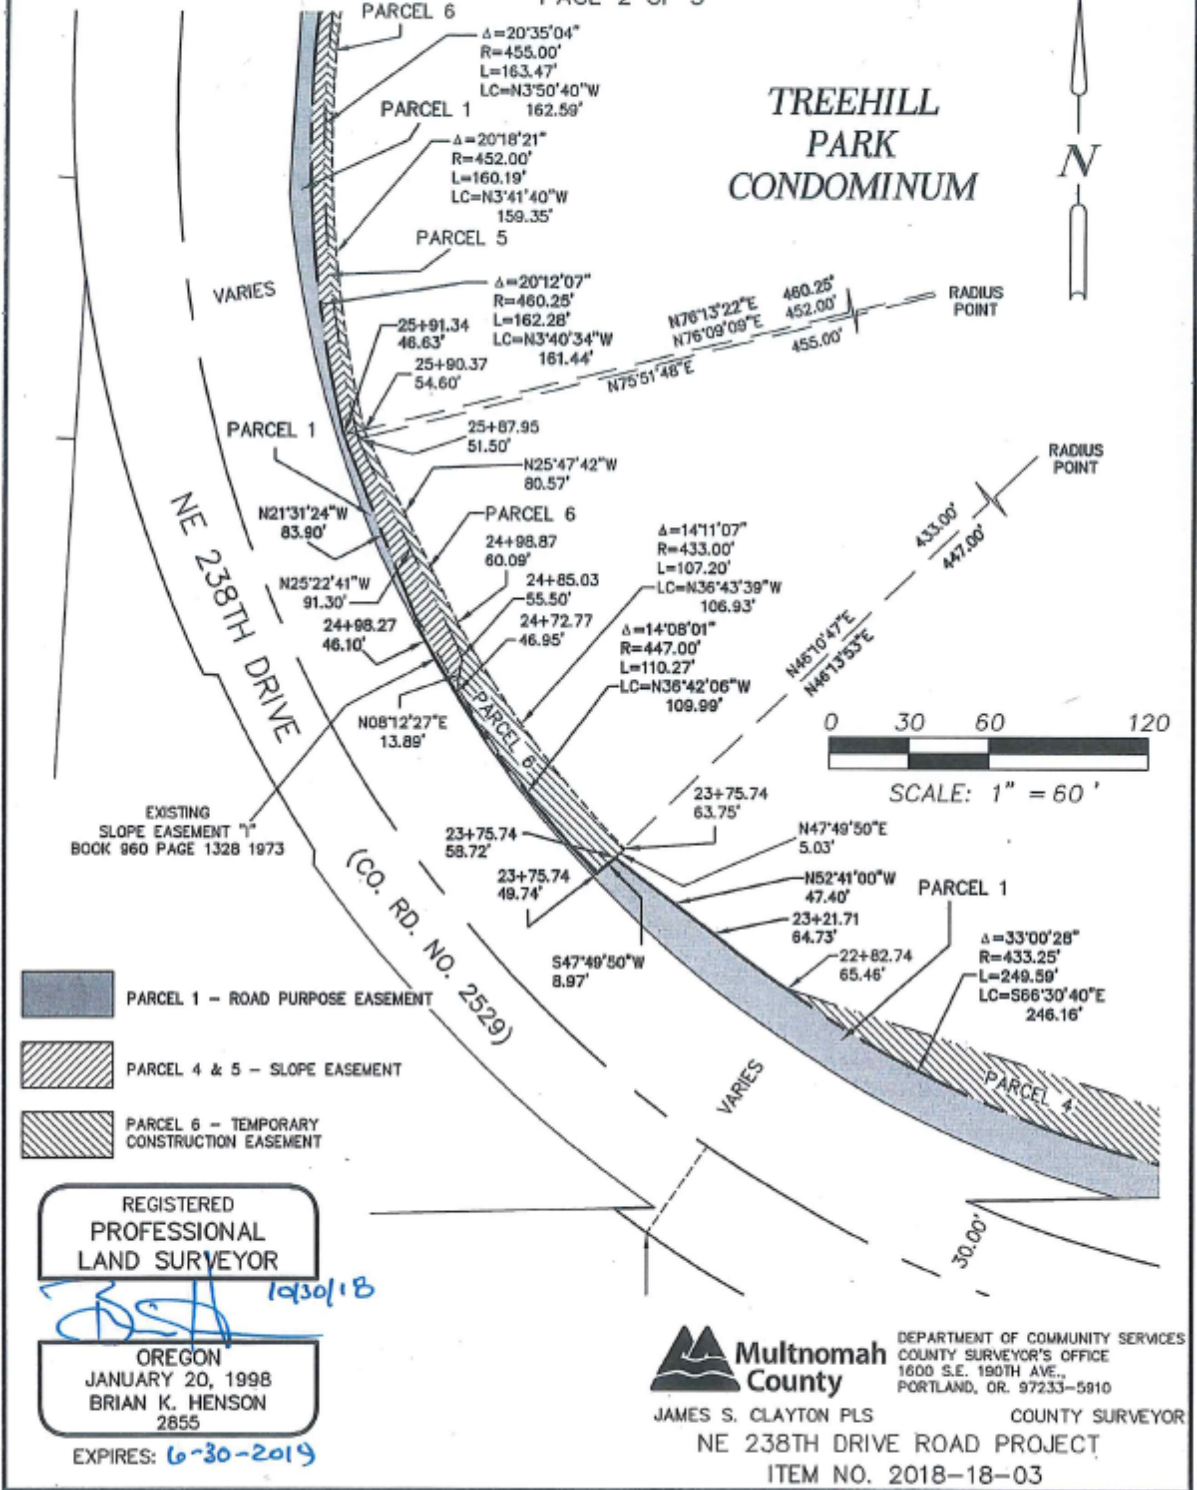 PAGE 2 OF 3
PARCEL 6
Δ=20°35'04"
R=455.00'
L=163.47'
LC=N3°50'40"W
162.59'
PARCEL 1
Δ=20°18'21"
R=452.00'
L=160.19'
LC=N3°41'40"W
159.35'
PARCEL 5
TREEHILL
PARK
CONDOMINUM
N
VARIES
Δ=20°12'07"
R=460.25'
L=162.28'
LC=N3°40'34"W
161.44'
25+91.34
46.63'
25+90.37
54.60'
N76°13'22"E 460.25'
N76°09'09"E 452.00'
N75°51'48"E 455.00'
RADIUS
POINT
PARCEL 1
25+87.95
51.50'
N25°47'42"W
80.57'
RADIUS
POINT
N21°31'24"W
83.90'
PARCEL 6
24+98.87
60.09'
Δ=14°11'07"
R=433.00'
L=107.20'
LC=N36°43'39"W
106.93'
433.00'
447.00'
N46°10'47"E
N46°13'53"E
N25°22'41"W
91.30'
24+85.03
55.50'
24+98.27
46.10'
24+72.77
46.95'
Δ=14°08'01"
R=447.00'
L=110.27'
LC=N36°42'06"W
109.99'
NE 238TH DRIVE
N08°12'27"E
13.89'
PARCEL 6
0 30 60 120
SCALE: 1" = 60 '
EXISTING
SLOPE EASEMENT "1"
BOOK 960 PAGE 1328 1973
23+75.74
63.75'
23+75.74
58.72'
N47°49'50"E
5.03'
(CO. RD. NO. 2529)
23+75.74
49.74'
N52°41'00"W
47.40'
PARCEL 1
23+21.71
64.73'
S47°49'50"W
8.97'
22+82.74
65.46'
Δ=33°00'28"
R=433.25'
L=249.59'
LC=S66°30'40"E
246.16'
PARCEL 4
VARIES
30.00'
PARCEL 1 - ROAD PURPOSE EASEMENT
PARCEL 4 & 5 - SLOPE EASEMENT
PARCEL 6 - TEMPORARY
CONSTRUCTION EASEMENT
REGISTERED
PROFESSIONAL
LAND SURVEYOR
10/30/18
OREGON
JANUARY 20, 1998
BRIAN K. HENSON
2855
EXPIRES: 6-30-2019
Multnomah
County
DEPARTMENT OF COMMUNITY SERVICES
COUNTY SURVEYOR'S OFFICE
1600 S.E. 190TH AVE.,
PORTLAND, OR. 97233-5910
JAMES S. CLAYTON PLS COUNTY SURVEYOR
NE 238TH DRIVE ROAD PROJECT
ITEM NO. 2018-18-03